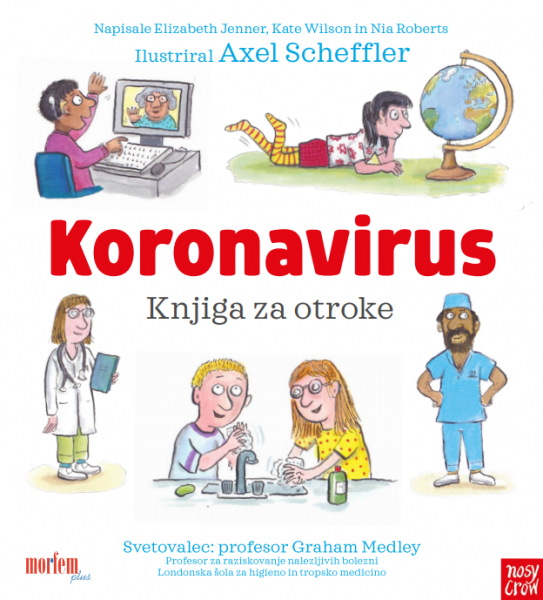 Napisale Elizabeth Jenner, Kate Wilson in Nia Roberts
Ilustriral Axel Scheffler
Koronavirus
Knjiga za otroke
Svetovalec: profesor Graham Medley
Profesor za raziskovanje nalezljivih bolezni
Londonska šola za higieno in tropsko medicino
morfem
plus
nosy
crow